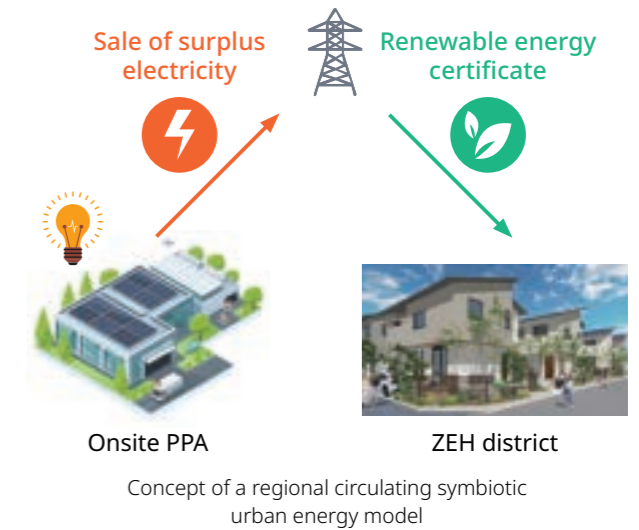 Sale of surplus
electricity
Renewable energy
certificate
Onsite PPA
ZEH district
Concept of a regional circulating symbiotic
urban energy model